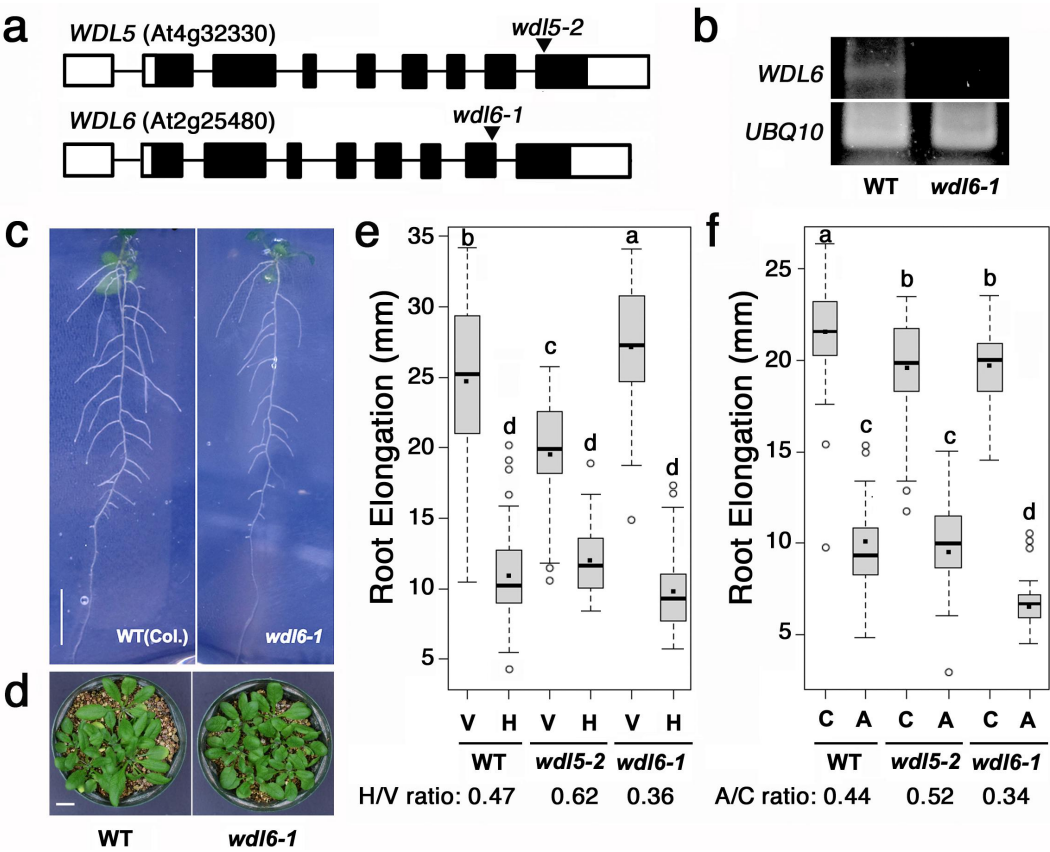 a
WDL5 (At4g32330)
wdl5-2
WDL6 (At2g25480)
wdl6-1
b
WDL6
UBQ10
WT wdl6-1
c
WT(Col.)
wdl6-1
d
WT wdl6-1
e
Root Elongation (mm)
35
30
25
20
15
10
5
b
d
c
d
a
d
V H V H V H
WT wdl5-2 wdl6-1
H/V ratio: 0.47 0.62 0.36
f
Root Elongation (mm)
25
20
15
10
5
a
c
b
c
b
d
C A C A C A
WT wdl5-2 wdl6-1
A/C ratio: 0.44 0.52 0.34